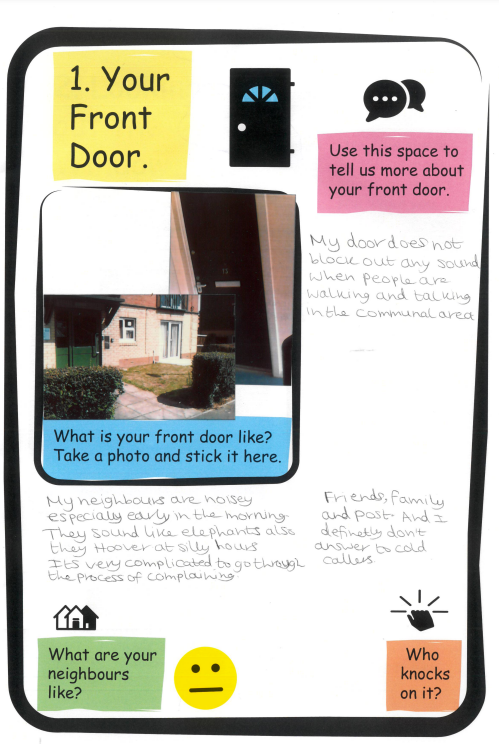 1. Your
Front
Door.
Use this space to
tell us more about
your front door.
My door does not
block out any sound
when people are
walking and talking
in the communal area
What is your front door like?
Take a photo and stick it here.
My neighbours are noisey
especially early in the morning
They sound like elephants also
they Hoover at silly hours
Its very complicated to go through
the process of complaining
Friends, family
and post. And I
definetly don't
answer to cold
callers
What are your
neighbours
like?
Who
knocks
on it?